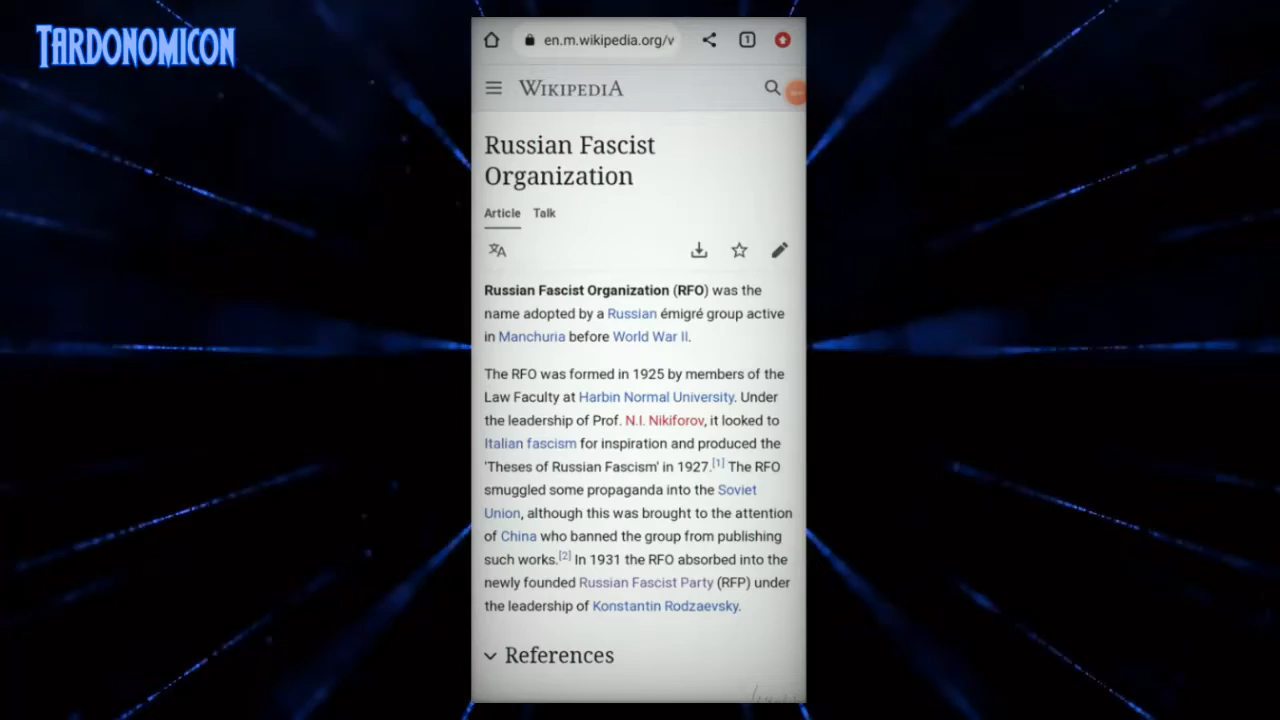 TARDONOMICON
en.m.wikipedia.org/v
1
WIKIPEDIA
Russian Fascist
Organization
Article Talk
Russian Fascist Organization (RFO) was the
name adopted by a Russian émigré group active
in Manchuria before World War II.
The RFO was formed in 1925 by members of the
Law Faculty at Harbin Normal University. Under
the leadership of Prof. N.I. Nikiforov, it looked to
Italian fascism for inspiration and produced the
'Theses of Russian Fascism' in 1927.[1] The RFO
smuggled some propaganda into the Soviet
Union, although this was brought to the attention
of China who banned the group from publishing
such works.[2] In 1931 the RFO absorbed into the
newly founded Russian Fascist Party (RFP) under
the leadership of Konstantin Rodzaevsky.
References